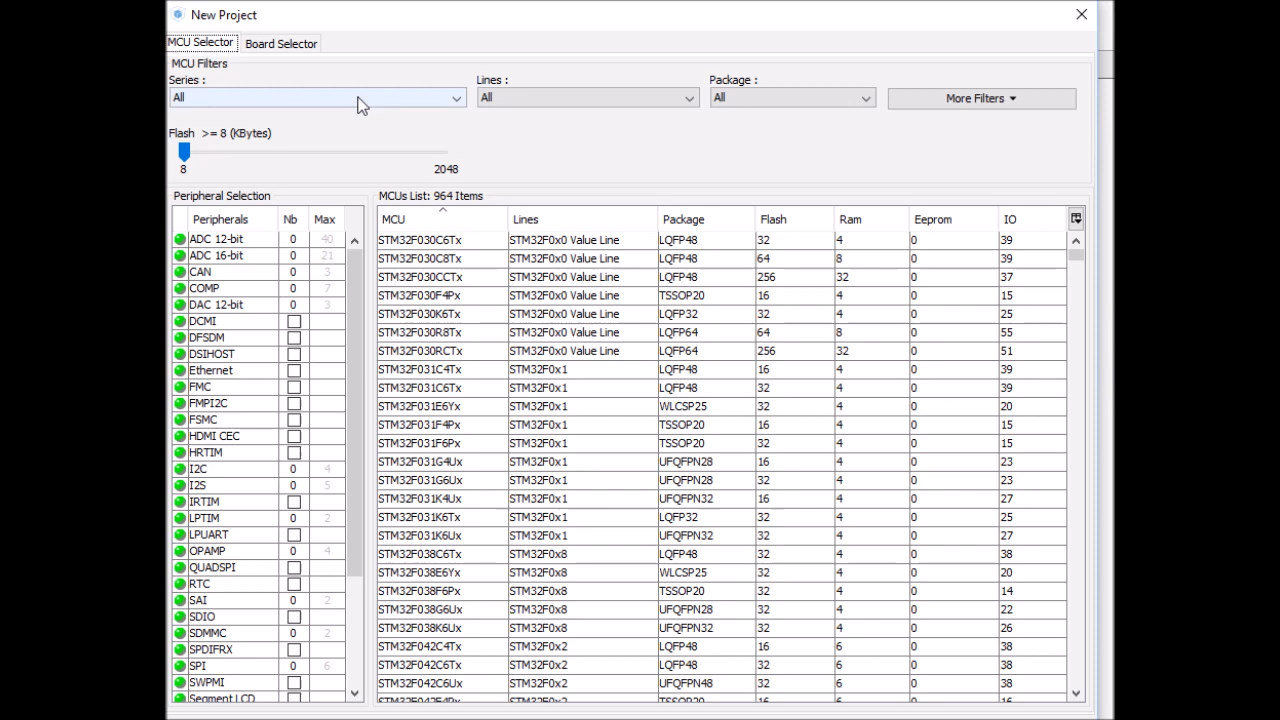 New Project
MCU Selector Board Selector
MCU Filters
Series : Lines : Package :
All All All More Filters
Flash >= 8 (KBytes)
8 2048
Peripheral Selection MCUs List: 964 Items
Peripherals Nb Max MCU Lines Package Flash Ram Eeprom IO
ADC 12-bit 0 40 STM32F030C6Tx STM32F0x0 Value Line LQFP48 32 4 0 39
ADC 16-bit 0 21 STM32F030C8Tx STM32F0x0 Value Line LQFP48 64 8 0 39
CAN 0 3 STM32F030CCTx STM32F0x0 Value Line LQFP48 256 32 0 37
COMP 0 7 STM32F030F4Px STM32F0x0 Value Line TSSOP20 16 4 0 15
DAC 12-bit 0 3 STM32F030K6Tx STM32F0x0 Value Line LQFP32 32 4 0 25
DCMI STM32F030R8Tx STM32F0x0 Value Line LQFP64 64 8 0 55
DFSDM STM32F030RCTx STM32F0x0 Value Line LQFP64 256 32 0 51
DSIHOST STM32F031C4Tx STM32F0x1 LQFP48 16 4 0 39
Ethernet STM32F031C6Tx STM32F0x1 LQFP48 32 4 0 39
FMC STM32F031E6Yx STM32F0x1 WLCSP25 32 4 0 20
FMPI2C STM32F031F4Px STM32F0x1 TSSOP20 16 4 0 15
FSMC STM32F031F6Px STM32F0x1 TSSOP20 32 4 0 15
HDMI CEC STM32F031G4Ux STM32F0x1 UFQFPN28 16 4 0 23
HRTIM STM32F031G6Ux STM32F0x1 UFQFPN28 32 4 0 23
I2C 0 4 STM32F031K4Ux STM32F0x1 UFQFPN32 16 4 0 27
I2S 0 5 STM32F031K6Tx STM32F0x1 LQFP32 32 4 0 25
IRTIM STM32F031K6Ux STM32F0x1 UFQFPN32 32 4 0 27
LPTIM 0 2 STM32F038C6Tx STM32F0x8 LQFP48 32 4 0 38
LPUART STM32F038E6Yx STM32F0x8 WLCSP25 32 4 0 20
OPAMP 0 4 STM32F038F6Px STM32F0x8 TSSOP20 32 4 0 14
QUADSPI STM32F038G6Ux STM32F0x8 UFQFPN28 32 4 0 22
RTC STM32F038K6Ux STM32F0x8 UFQFPN32 32 4 0 26
SAI 0 2 STM32F042C4Tx STM32F0x2 LQFP48 16 6 0 38
SDIO STM32F042C6Tx STM32F0x2 LQFP48 32 6 0 38
SDMMC 0 2 STM32F042C6Ux STM32F0x2 UFQFPN48 32 6 0 38
SPDIFRX STM32F042F4Px STM32F0x2 TSSOP20 16 6 0 16
SPI 0 6
SWPMI
Segment LCD